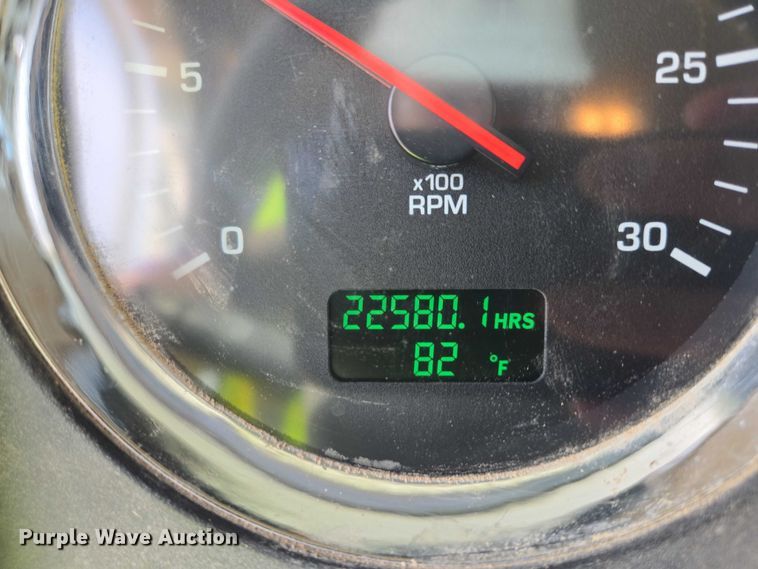 5
25
x100
RPM
0
30
22580.1 HRS
82 °F
Purple Wave Auction